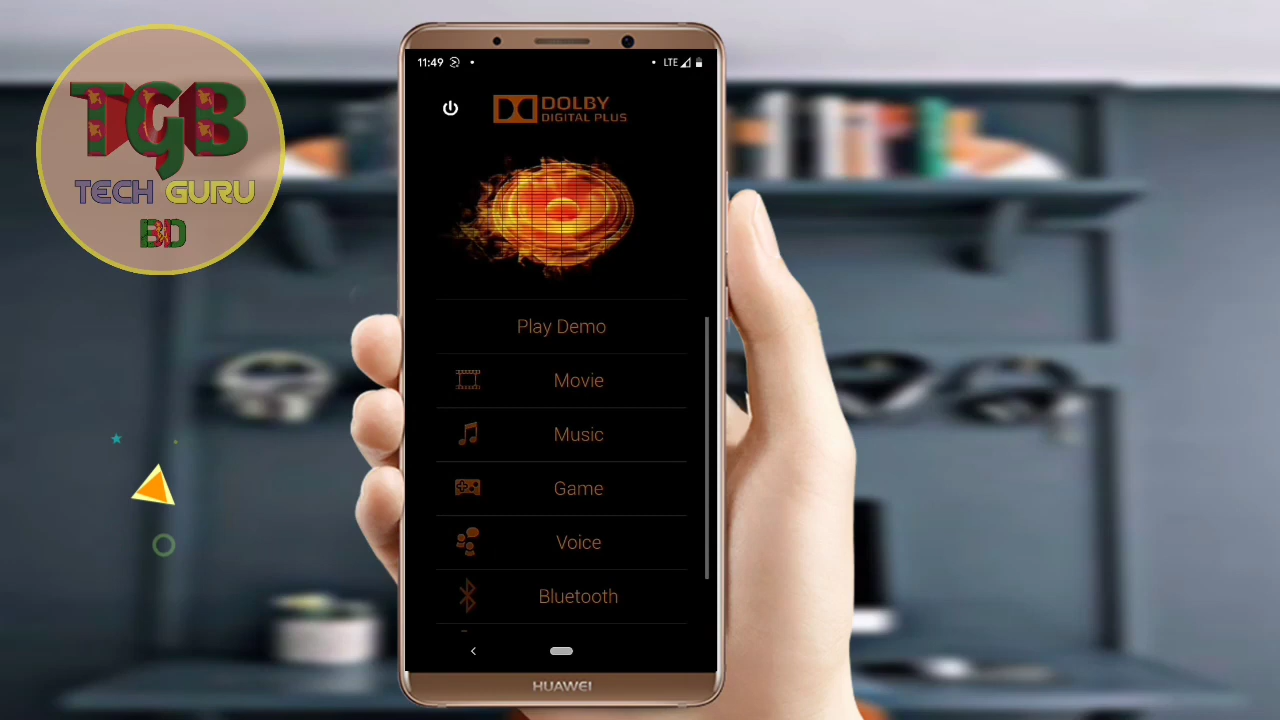 TGB
TECH GURU
BD
11:49
LTE
DOLBY
DIGITAL PLUS
Play Demo
Movie
Music
Game
Voice
Bluetooth
HUAWEI